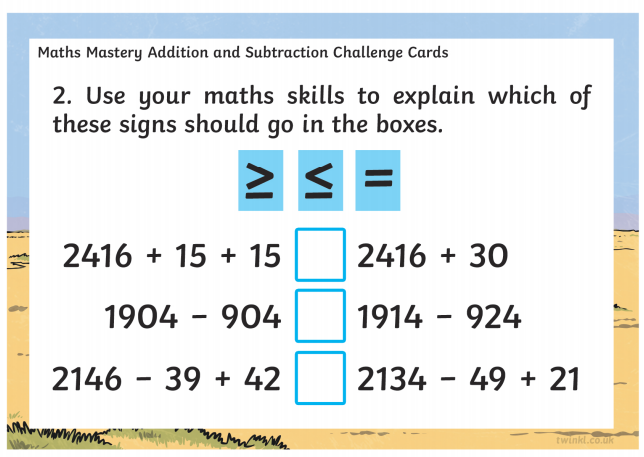 Maths Mastery Addition and Subtraction Challenge Cards
2. Use your maths skills to explain which of
these signs should go in the boxes.
≥ ≤ =
2416 + 15 + 15 2416 + 30
1904 – 904 1914 – 924
2146 – 39 + 42 2134 – 49 + 21
twinkl.co.uk